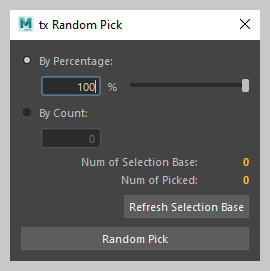 tx Random Pick
By Percentage:
100 %
By Count:
0
Num of Selection Base: 0
Num of Picked: 0
Refresh Selection Base
Random Pick